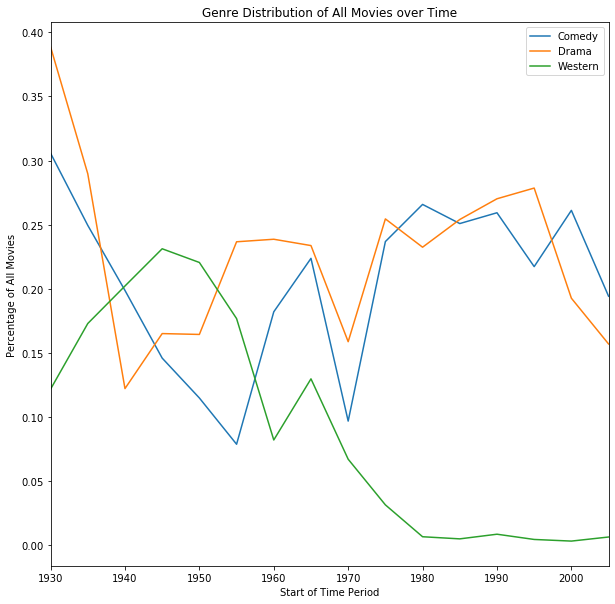 Genre Distribution of All Movies over Time
Comedy
Drama
Western
Percentage of All Movies
0.40
0.35
0.30
0.25
0.20
0.15
0.10
0.05
0.00
1930 1940 1950 1960 1970 1980 1990 2000
Start of Time Period